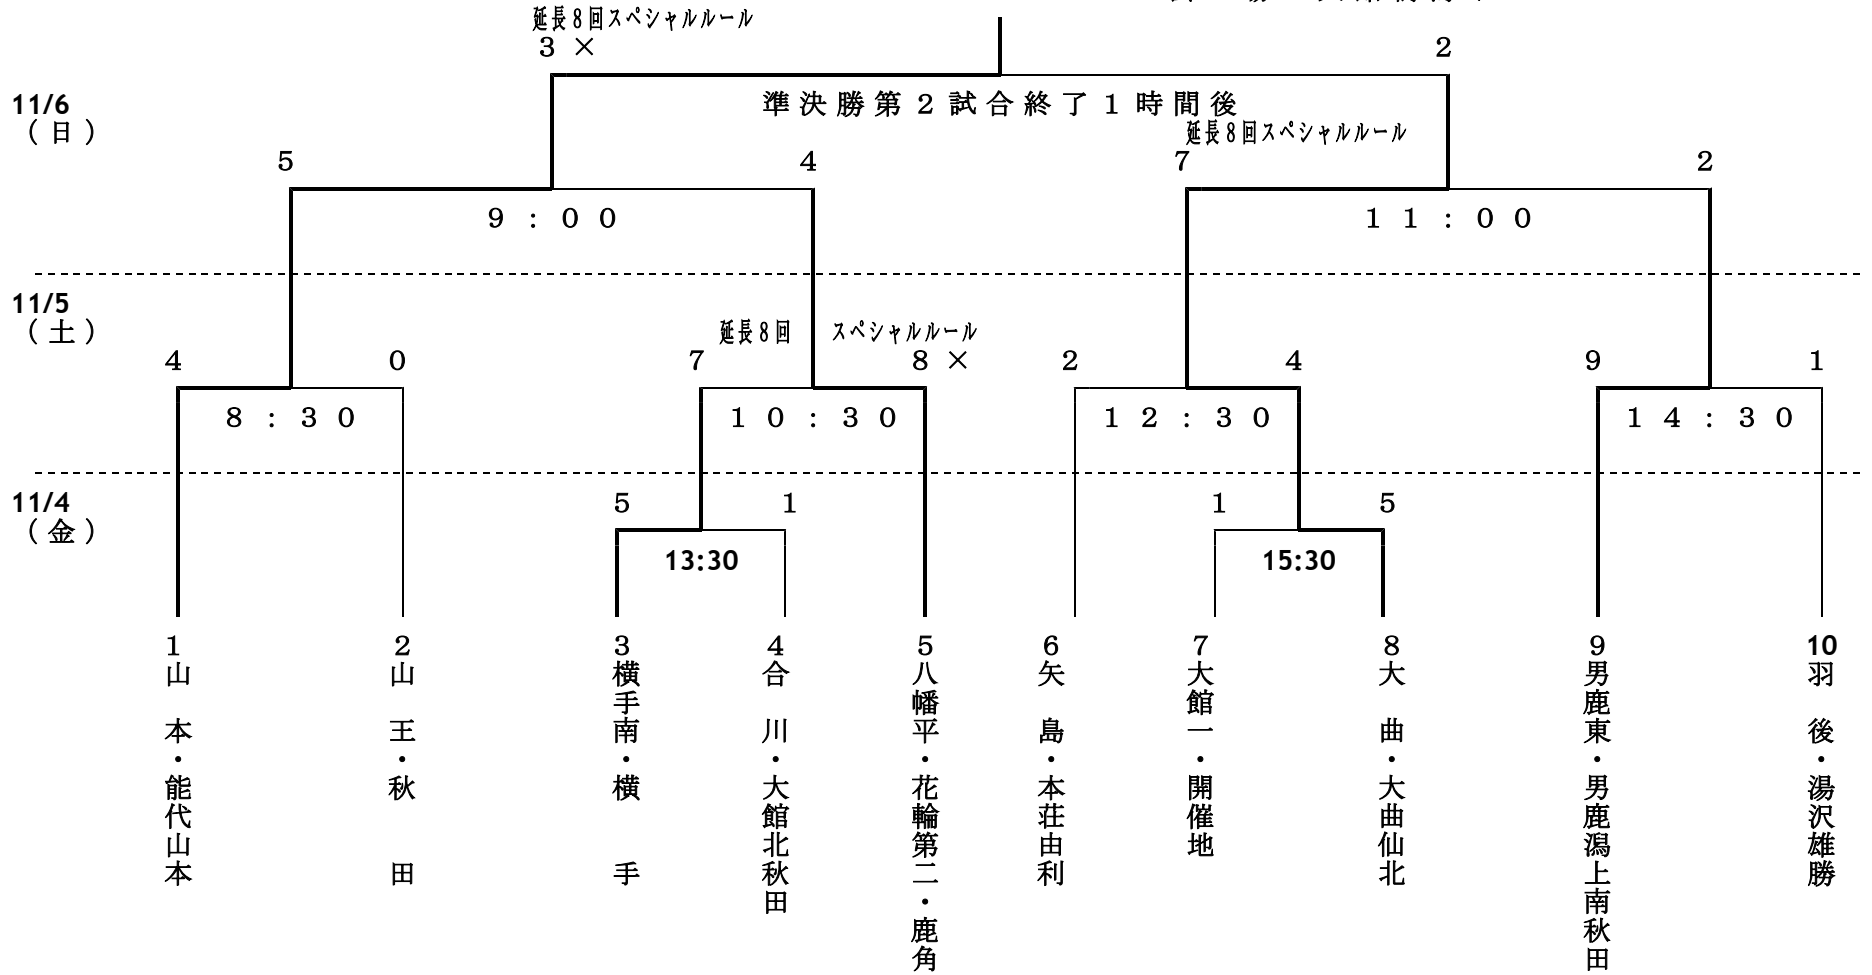 延長8回スペシャルルール
3× 2
準決勝第2試合終了1時間後
11/6
(日)
延長8回スペシャルルール
5 4 7 2
9:00 11:00
11/5
(土)
延長8回 スペシャルルール
4 0 7 8× 2 4 9 1
8:30 10:30 12:30 14:30
11/4
(金)
5 1 1 5
13:30 15:30
1 山本・能代山本
2 山王・秋田
3 横手南・横手
4 合川・大館北秋田
5 八幡平・花輪第二・鹿角
6 矢島・本荘由利
7 大館一・開催地
8 大曲・大曲仙北
9 男鹿東・男鹿潟上南秋田
10 羽後・湯沢雄勝